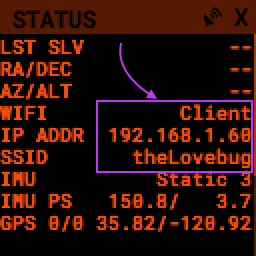 STATUS X
LST SLV --
RA/DEC --
AZ/ALT --
WIFI Client
IP ADDR 192.168.1.60
SSID theLovebug
IMU Static 3
IMU PS 150.8/ 3.7
GPS 0/0 35.82/-120.92